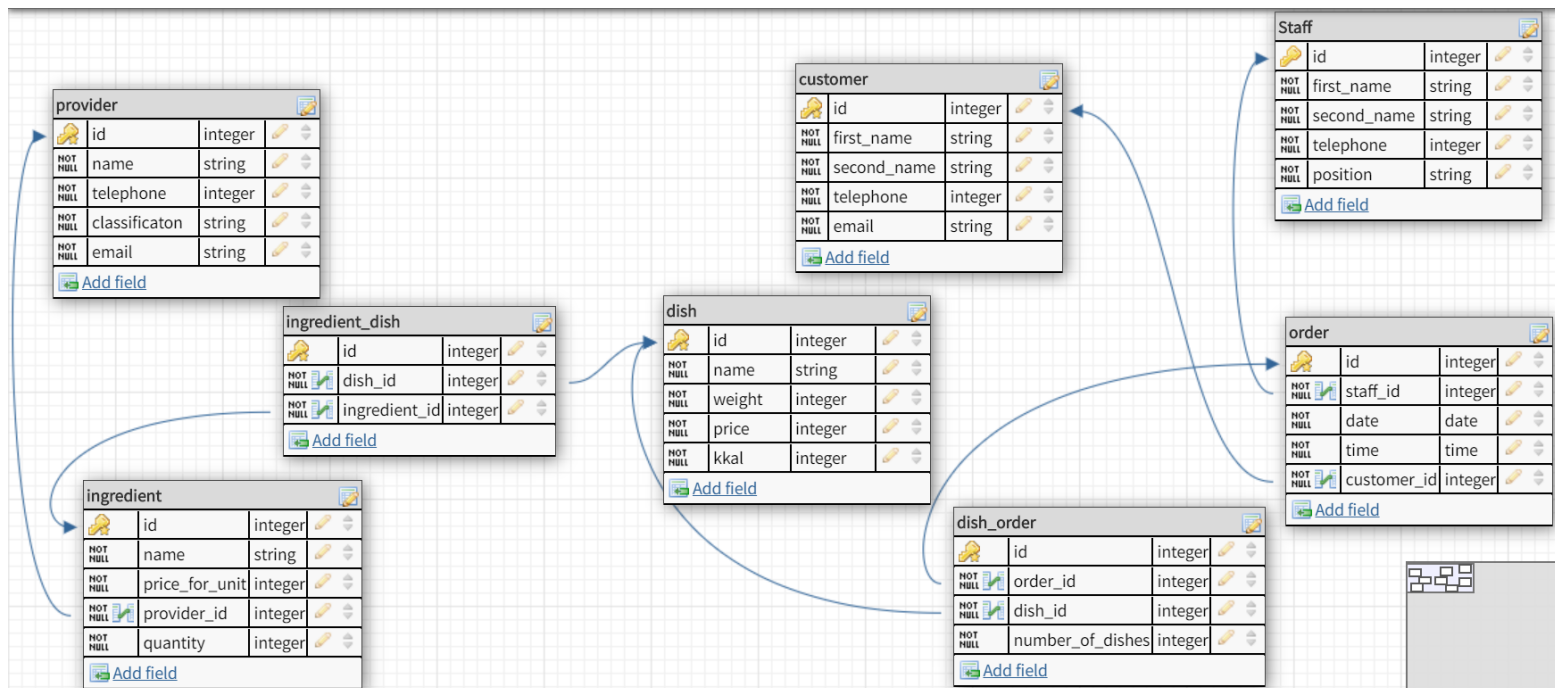 Staff
id integer
NOT NULL first_name string
NOT NULL second_name string
NOT NULL telephone integer
NOT NULL position string
Add field
customer
id integer
NOT NULL first_name string
NOT NULL second_name string
NOT NULL telephone integer
NOT NULL email string
Add field
provider
id integer
NOT NULL name string
NOT NULL telephone integer
NOT NULL classificaton string
NOT NULL email string
Add field
ingredient_dish
id integer
NOT NULL dish_id integer
NOT NULL ingredient_id integer
Add field
dish
id integer
NOT NULL name string
NOT NULL weight integer
NOT NULL price integer
NOT NULL kkal integer
Add field
order
id integer
NOT NULL staff_id integer
NOT NULL date date
NOT NULL time time
NOT NULL customer_id integer
Add field
ingredient
id integer
NOT NULL name string
NOT NULL price_for_unit integer
NOT NULL provider_id integer
NOT NULL quantity integer
Add field
dish_order
id integer
NOT NULL order_id integer
NOT NULL dish_id integer
NOT NULL number_of_dishes integer
Add field